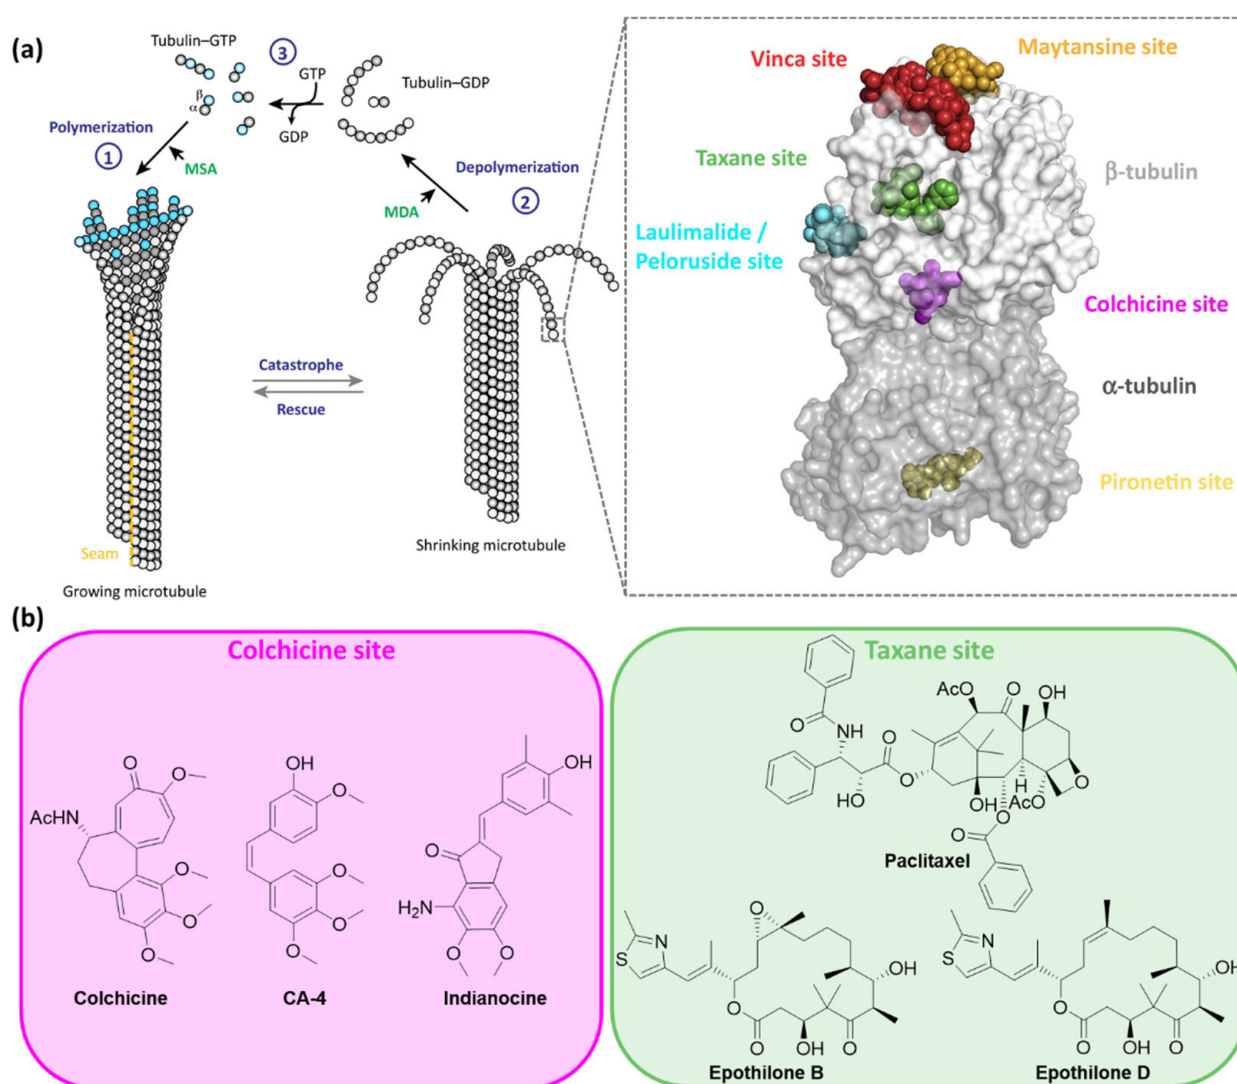 (a)
Tubulin–GTP
3
GTP
Tubulin–GDP
β
α
GDP
Polymerization
1
MSA
Depolymerization
MDA
2
Catastrophe
Rescue
Seam
Shrinking microtubule
Growing microtubule
Vinca site
Maytansine site
Taxane site
β-tubulin
Laulimalide /
Peloruside site
Colchicine site
α-tubulin
Pironetin site
(b)
Colchicine site
O
O
AcHN
O
O
O
Colchicine
OH
O
O
O
O
CA-4
OH
O
H₂N
O
O
Indianocine
Taxane site
O
NH
O
O
OH
AcO
O
OH
HO
OH
H
AcO
O
O
O
Paclitaxel
S
N
O
O
O
OH
O
OH
Epothilone B
S
N
O
O
OH
O
OH
Epothilone D